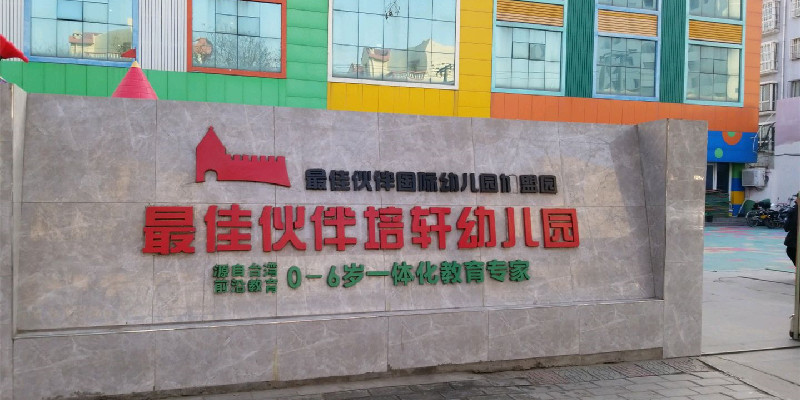 最佳伙伴国际幼儿园加盟园
最佳伙伴培轩幼儿园
源自台湾
前沿教育
0-6岁一体化教育专家